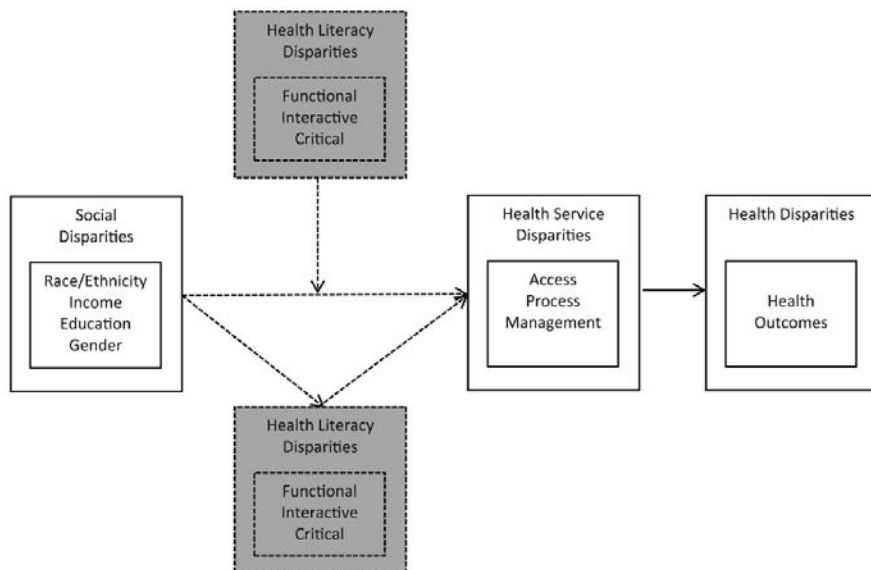 Health Literacy
Disparities
Functional
Interactive
Critical
Social
Disparities
Race/Ethnicity
Income
Education
Gender
Health Service
Disparities
Access
Process
Management
Health Disparities
Health
Outcomes
Health Literacy
Disparities
Functional
Interactive
Critical